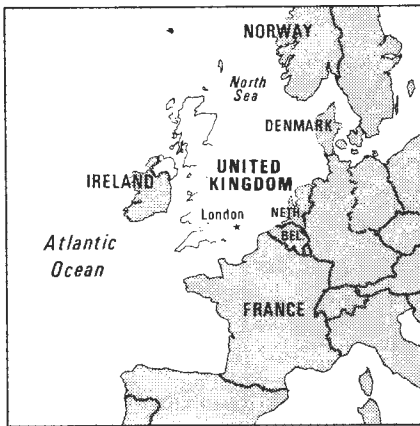 NORWAY
North
Sea
DENMARK
UNITED
KINGDOM
IRELAND
London
NETH.
BEL.
Atlantic
Ocean
FRANCE